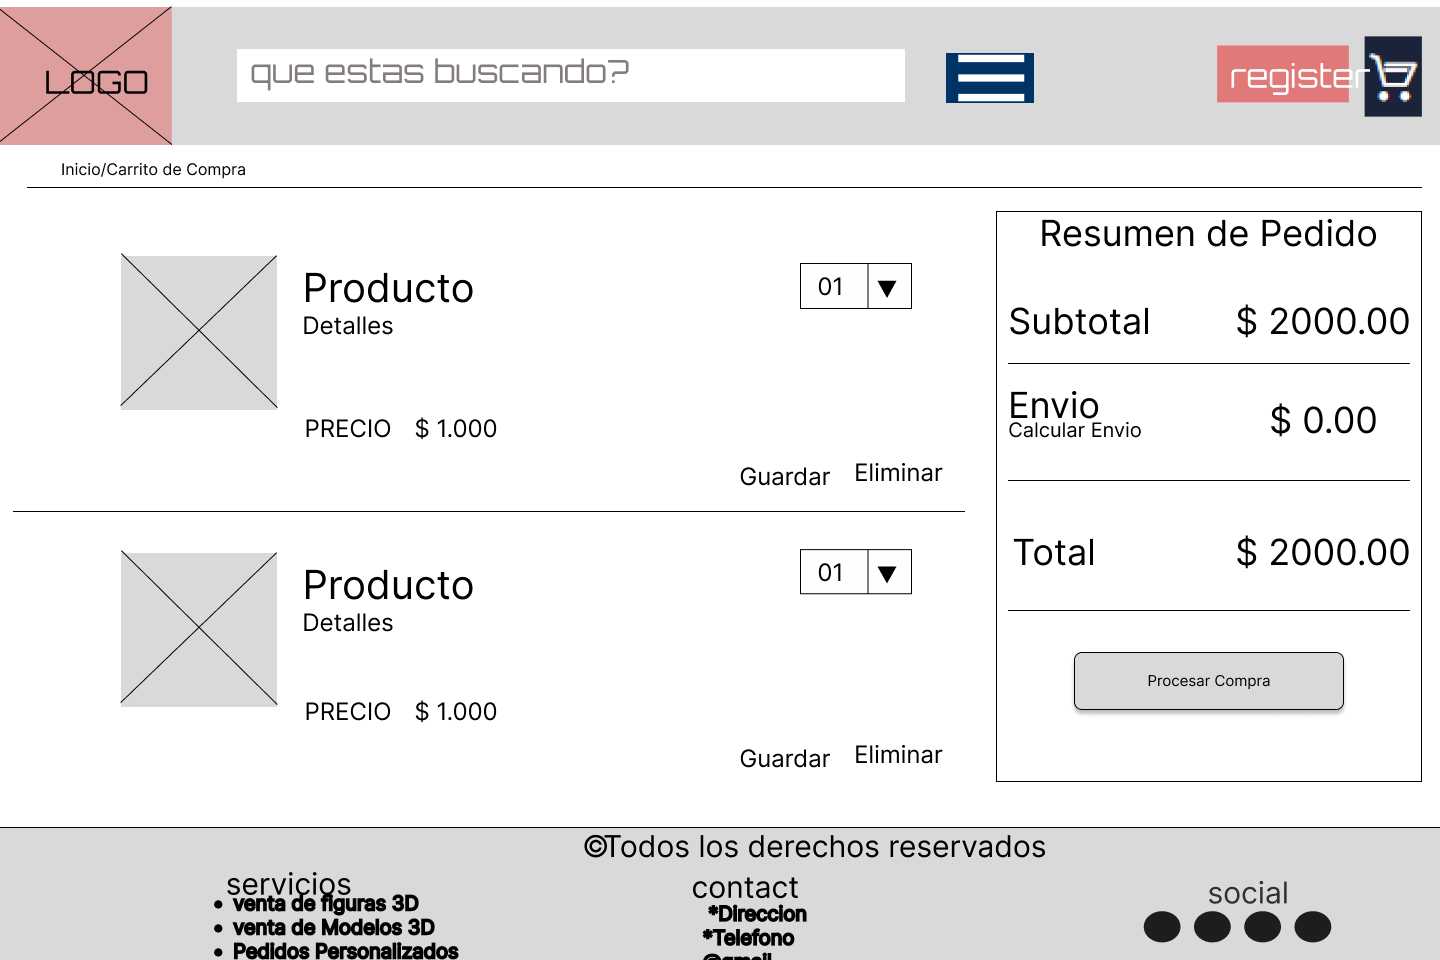 LOGO
que estas buscando?
register
Inicio/Carrito de Compra
Producto
Detalles
01
PRECIO $ 1.000
Guardar Eliminar
Producto
Detalles
01
PRECIO $ 1.000
Guardar Eliminar
Resumen de Pedido
Subtotal $ 2000.00
Envio $ 0.00
Calcular Envio
Total $ 2000.00
Procesar Compra
©Todos los derechos reservados
servicios
• venta de figuras 3D
• venta de Modelos 3D
• Pedidos Personalizados
contact
*Direccion
*Telefono
@gmail
social